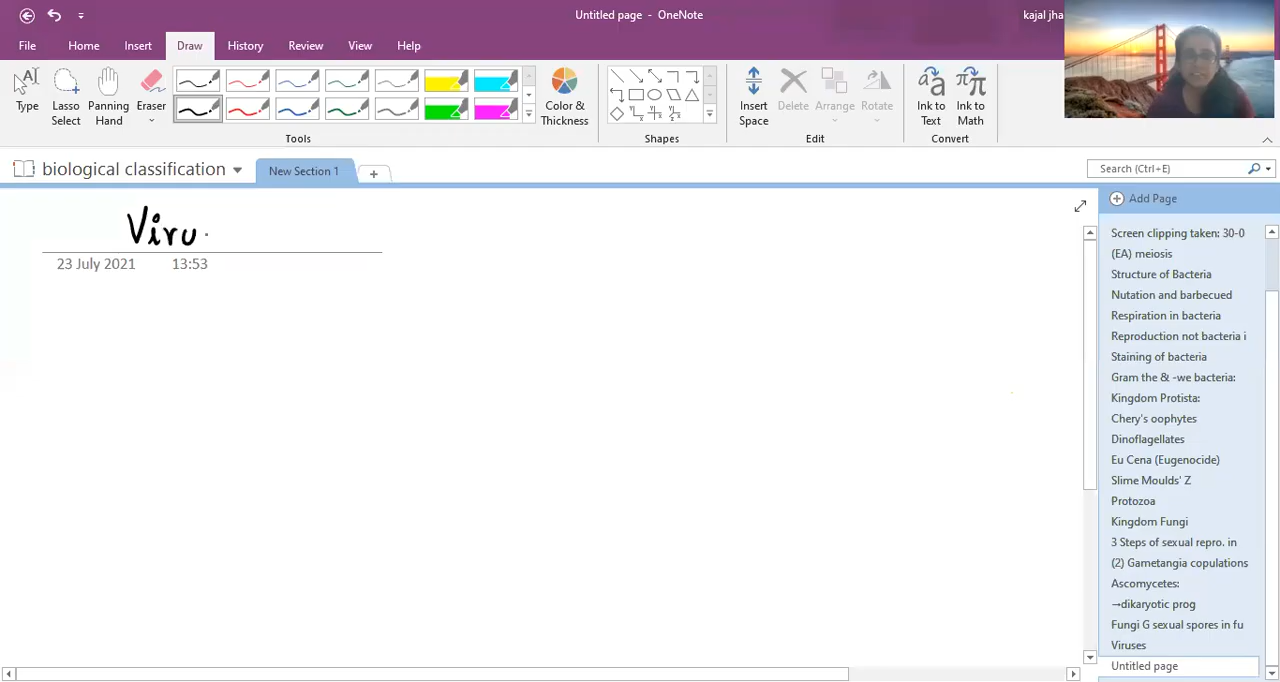 Untitled page - OneNote
kajal jha
File Home Insert Draw History Review View Help
Type
Lasso Select
Panning Hand
Eraser
Color & Thickness
Insert Space
Delete
Arrange
Rotate
Ink to Text
Ink to Math
Tools
Shapes
Edit
Convert
biological classification
New Section 1
Search (Ctrl+E)
Viru
23 July 2021 13:53
Add Page
Screen clipping taken: 30-0
(EA) meiosis
Structure of Bacteria
Nutation and barbecued
Respiration in bacteria
Reproduction not bacteria i
Staining of bacteria
Gram the & -we bacteria:
Kingdom Protista:
Chery's oophytes
Dinoflagellates
Eu Cena (Eugenocide)
Slime Moulds' Z
Protozoa
Kingdom Fungi
3 Steps of sexual repro. in
(2) Gametangia copulations
Ascomycetes:
→dikaryotic prog
Fungi G sexual spores in fu
Viruses
Untitled page